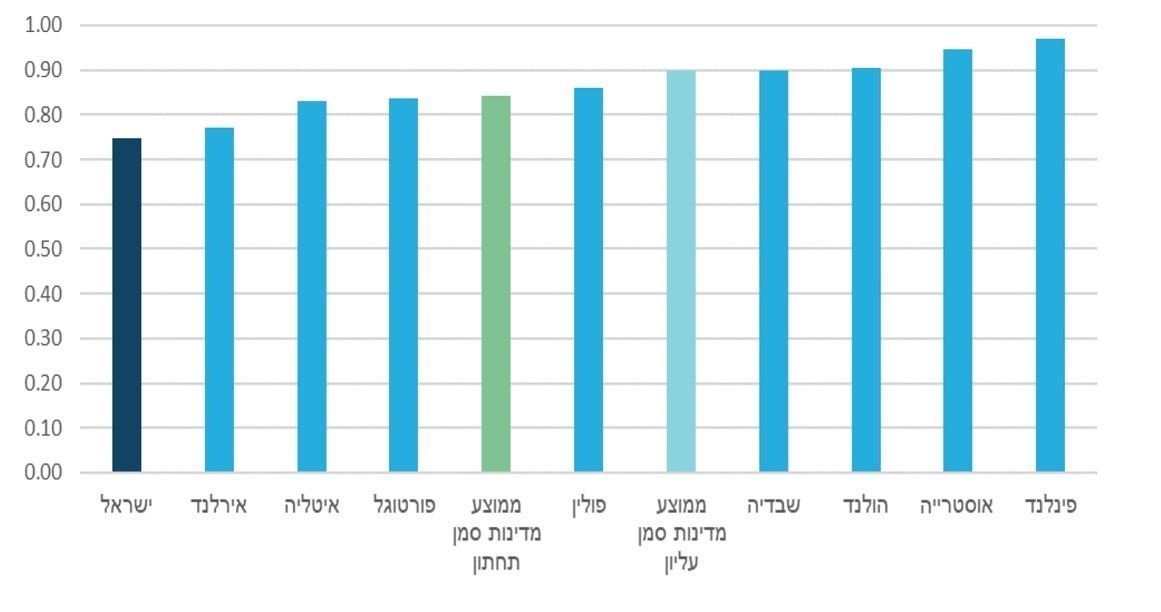 1.00
0.90
0.80
0.70
0.60
0.50
0.40
0.30
0.20
0.10
0.00
ישראל
אירלנד
איטליה
פורטוגל
ממוצע
מדינות סמן
תחתון
פולין
ממוצע
מדינות סמן
עליון
שבדיה
הולנד
אוסטרייה
פינלנד